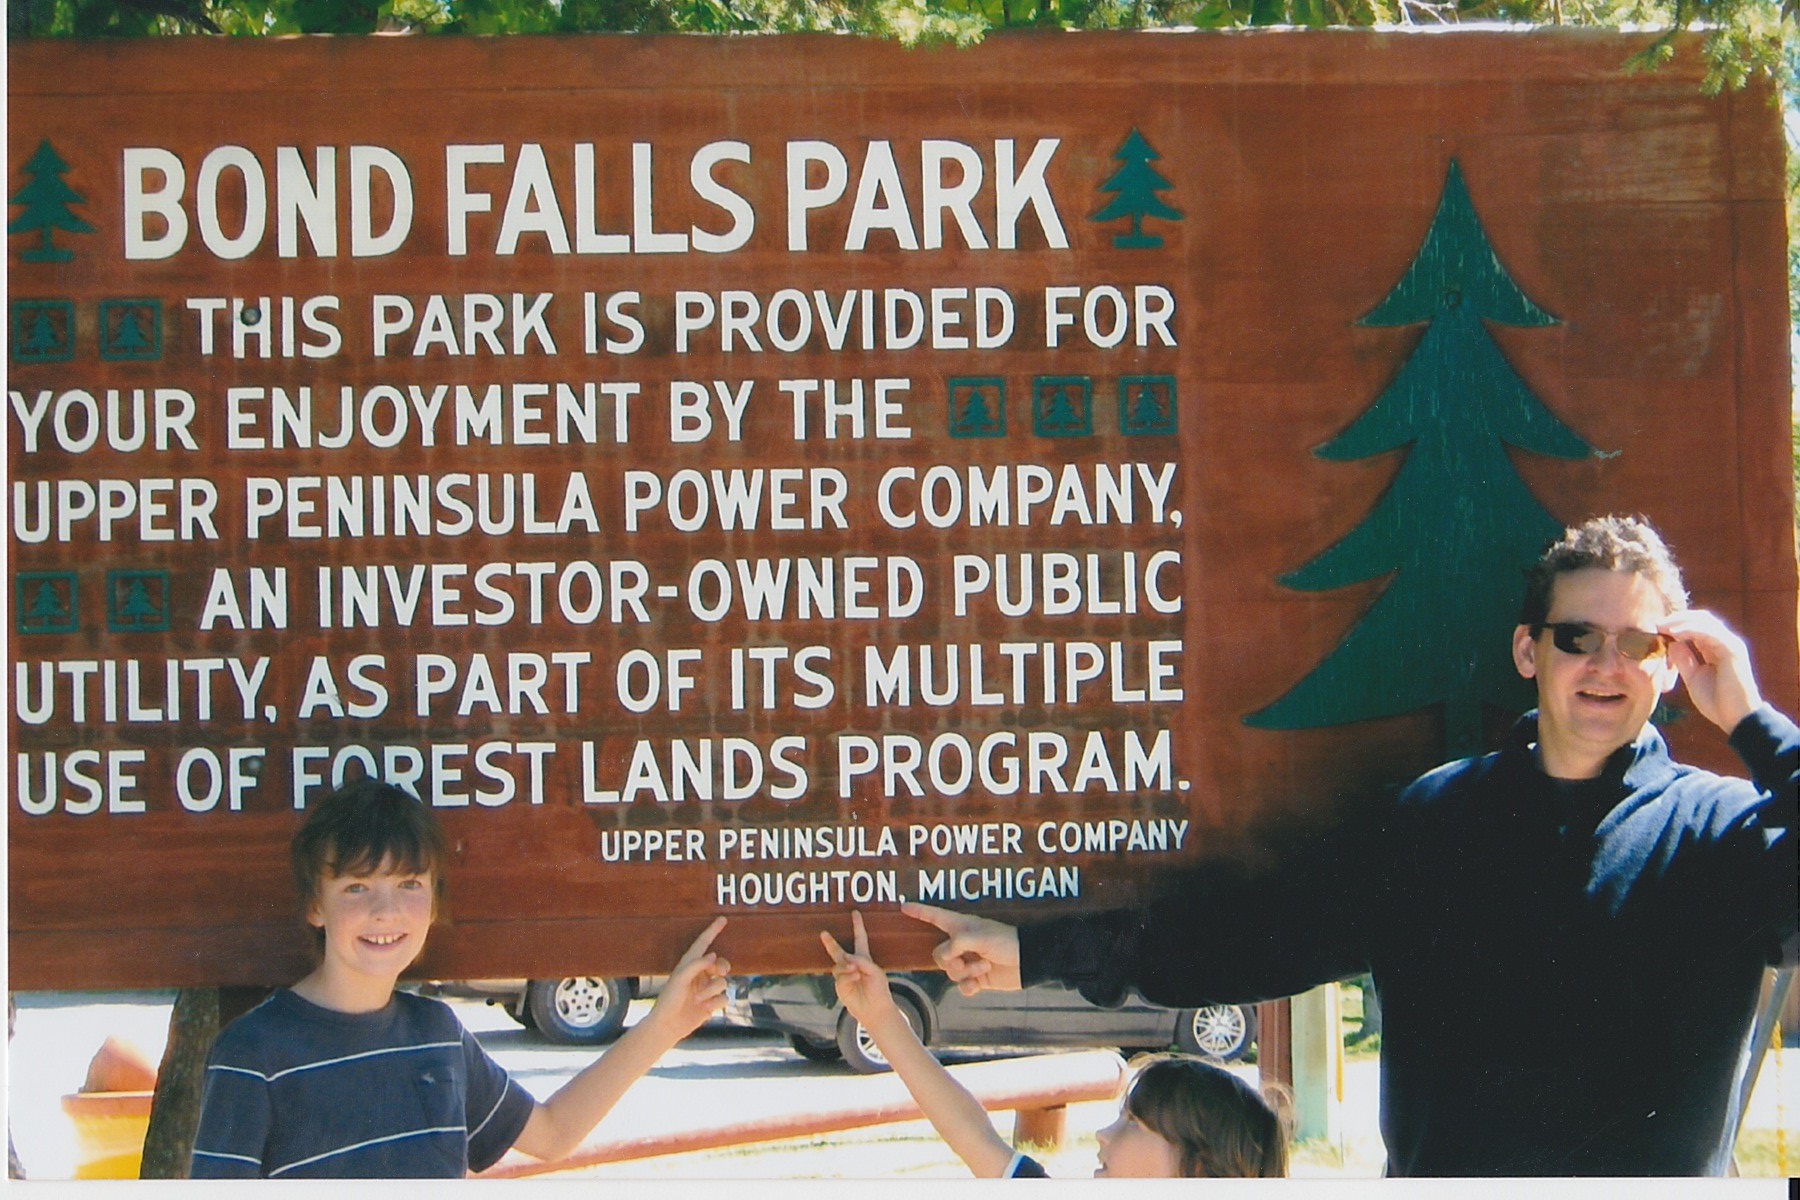 BOND FALLS PARK
THIS PARK IS PROVIDED FOR
YOUR ENJOYMENT BY THE
UPPER PENINSULA POWER COMPANY,
AN INVESTOR-OWNED PUBLIC
UTILITY, AS PART OF ITS MULTIPLE
USE OF FOREST LANDS PROGRAM.
UPPER PENINSULA POWER COMPANY
HOUGHTON, MICHIGAN